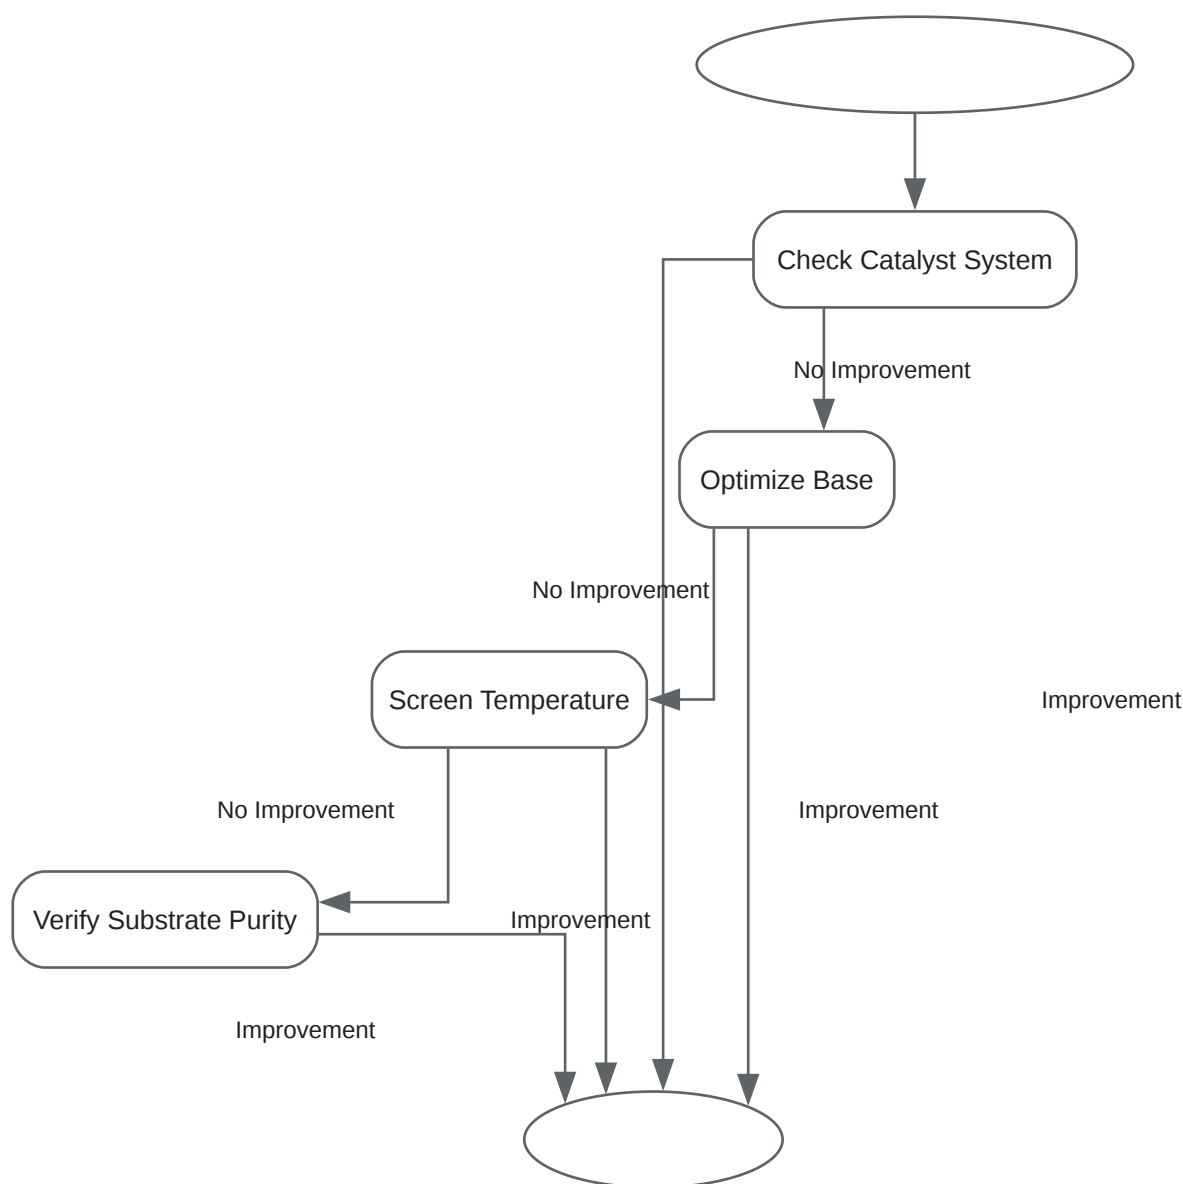 Check Catalyst System
No Improvement
Optimize Base
No Improvement
Screen Temperature
Improvement
No Improvement
Improvement
Verify Substrate Purity
Improvement
Improvement